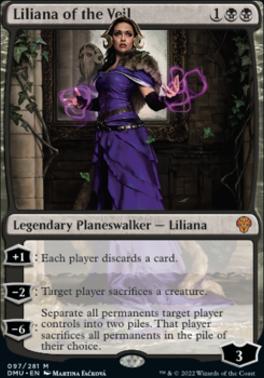 Liliana of the Veil 1
Legendary Planeswalker — Liliana
+1 : Each player discards a card.
−2 : Target player sacrifices a creature.
−6 : Separate all permanents target player
controls into two piles. That player
sacrifices all permanents in the pile of
their choice.
3
097/281 M
DMU • EN MARTINA FAČKOVÁ
™ & © 2022 Wizards of the Coast